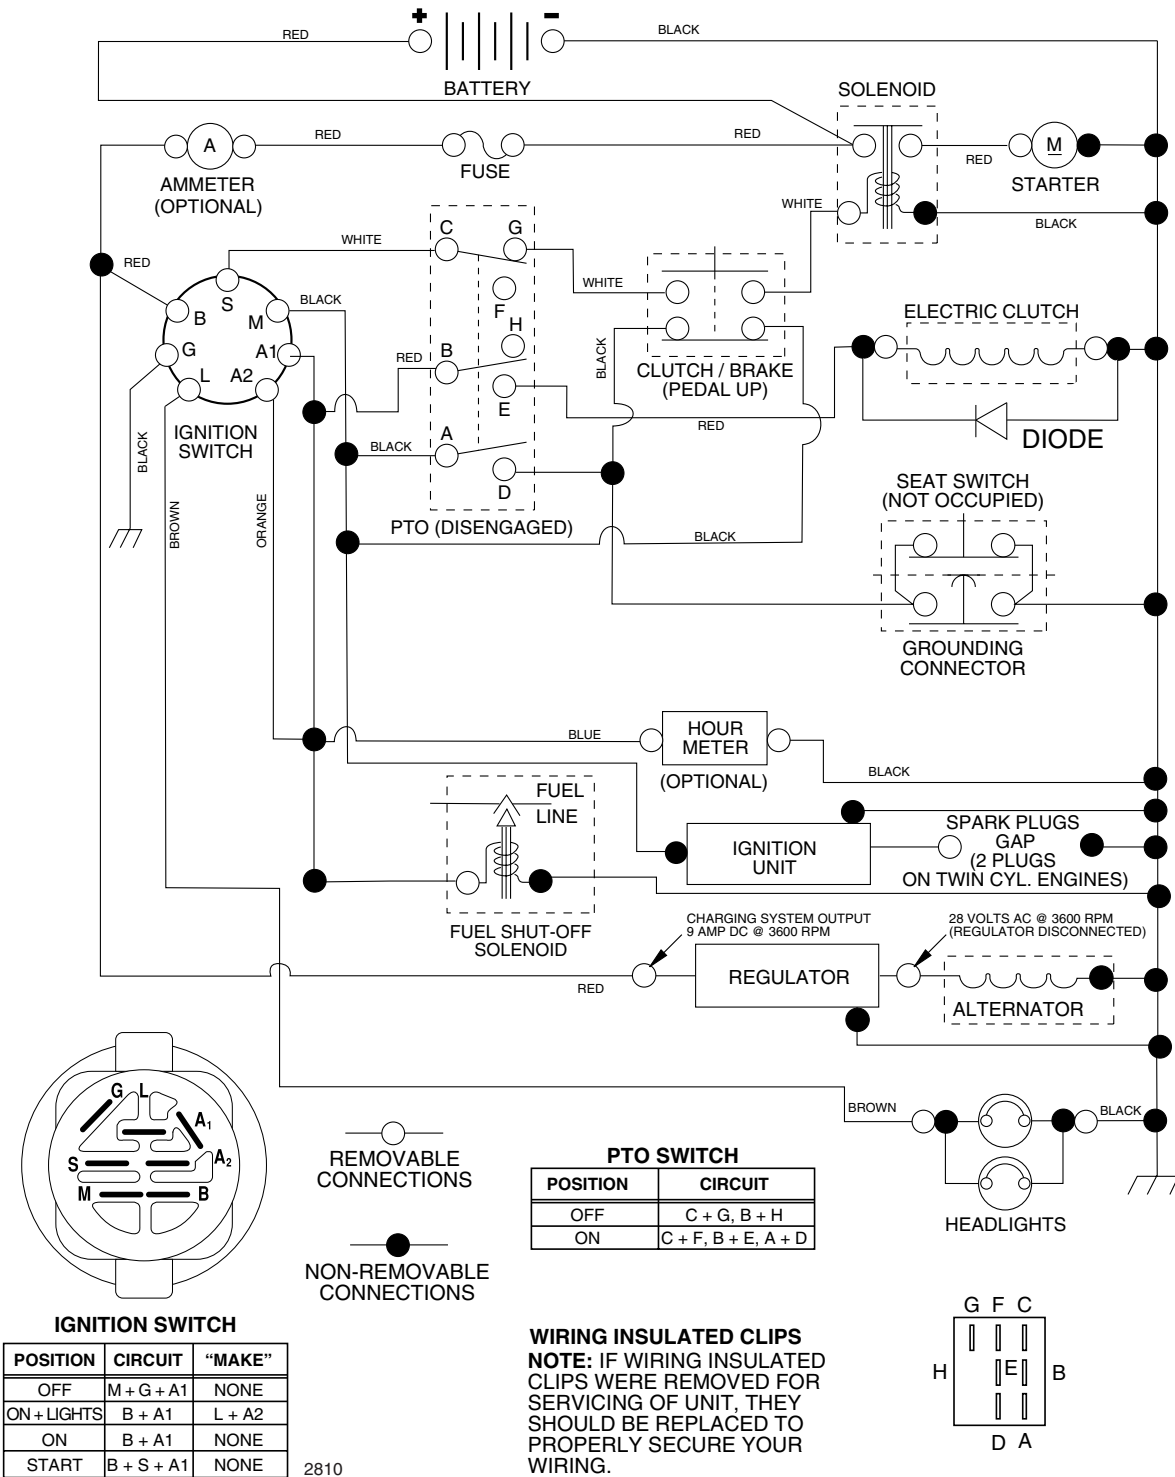 + −
RED
BLACK
BATTERY
SOLENOID
A
RED
RED
RED
M
AMMETER
(OPTIONAL)
FUSE
STARTER
WHITE
BLACK
C G
WHITE
RED
S
BLACK
WHITE
F
B
M
H
ELECTRIC CLUTCH
G
A1
RED
B
BLACK
CLUTCH / BRAKE
(PEDAL UP)
L
A2
E
RED
IGNITION
SWITCH
BLACK
BLACK
A
DIODE
D
SEAT SWITCH
(NOT OCCUPIED)
BROWN
ORANGE
PTO (DISENGAGED)
BLACK
GROUNDING
CONNECTOR
BLUE
HOUR
METER
(OPTIONAL)
BLACK
FUEL
LINE
IGNITION
UNIT
SPARK PLUGS
GAP
(2 PLUGS
ON TWIN CYL. ENGINES)
FUEL SHUT-OFF
SOLENOID
CHARGING SYSTEM OUTPUT
9 AMP DC @ 3600 RPM
28 VOLTS AC @ 3600 RPM
(REGULATOR DISCONNECTED)
RED
REGULATOR
ALTERNATOR
G L
A1
S
A2
M B
BROWN
BLACK
HEADLIGHTS
REMOVABLE
CONNECTIONS
NON-REMOVABLE
CONNECTIONS
PTO SWITCH
POSITION CIRCUIT
OFF C + G, B + H
ON C + F, B + E, A + D
IGNITION SWITCH
POSITION CIRCUIT “MAKE”
OFF M + G + A1 NONE
ON + LIGHTS B + A1 L + A2
ON B + A1 NONE
START B + S + A1 NONE
2810
WIRING INSULATED CLIPS
NOTE: IF WIRING INSULATED
CLIPS WERE REMOVED FOR
SERVICING OF UNIT, THEY
SHOULD BE REPLACED TO
PROPERLY SECURE YOUR
WIRING.
G F C
H E B
D A